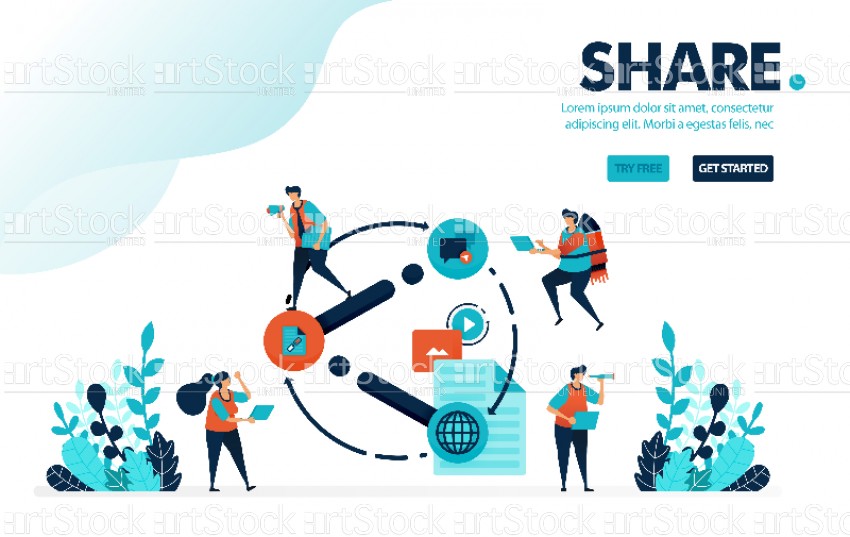 SHARE.
Lorem ipsum dolor sit amet, consectetur
adipiscing elit. Morbi a egestas felis, nec
TRY FREE
GET STARTED